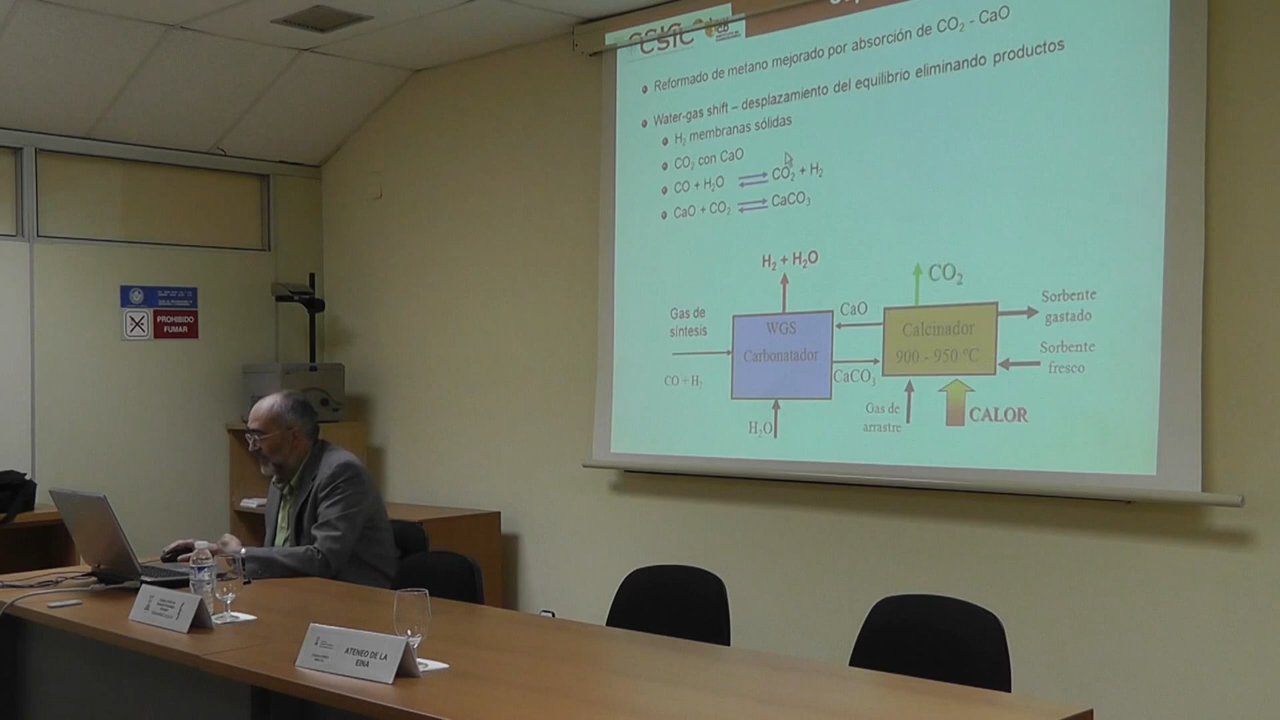 CSIC
Reformado de metano mejorado por absorción de CO₂ - CaO
Water-gas shift – desplazamiento del equilibrio eliminando productos
H₂ membranas sólidas
CO₂ con CaO
CO + H₂O ⇌ CO₂ + H₂
CaO + CO₂ ⇌ CaCO₃
H₂ + H₂O
CO₂
Gas de
síntesis
CO + H₂
WGS
Carbonatador
CaO
CaCO₃
Calcinador
900 - 950 ºC
Sorbente
gastado
Sorbente
fresco
H₂O
Gas de
arrastre
CALOR
PROHIBIDO
FUMAR
ATENEO DE LA
EINA